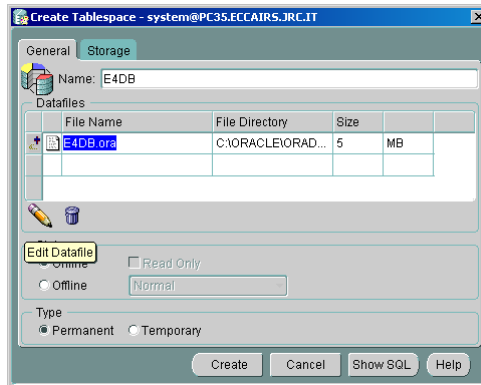 Create Tablespace - system@PC35.ECCAIRS.JRC.IT
General Storage
Name: E4DB
Datafiles
File Name File Directory Size
E4DB.ora C:\ORACLE\ORAD... 5 MB
Edit Datafile
Online Read Only
Offline Normal
Type
Permanent Temporary
Create Cancel Show SQL Help